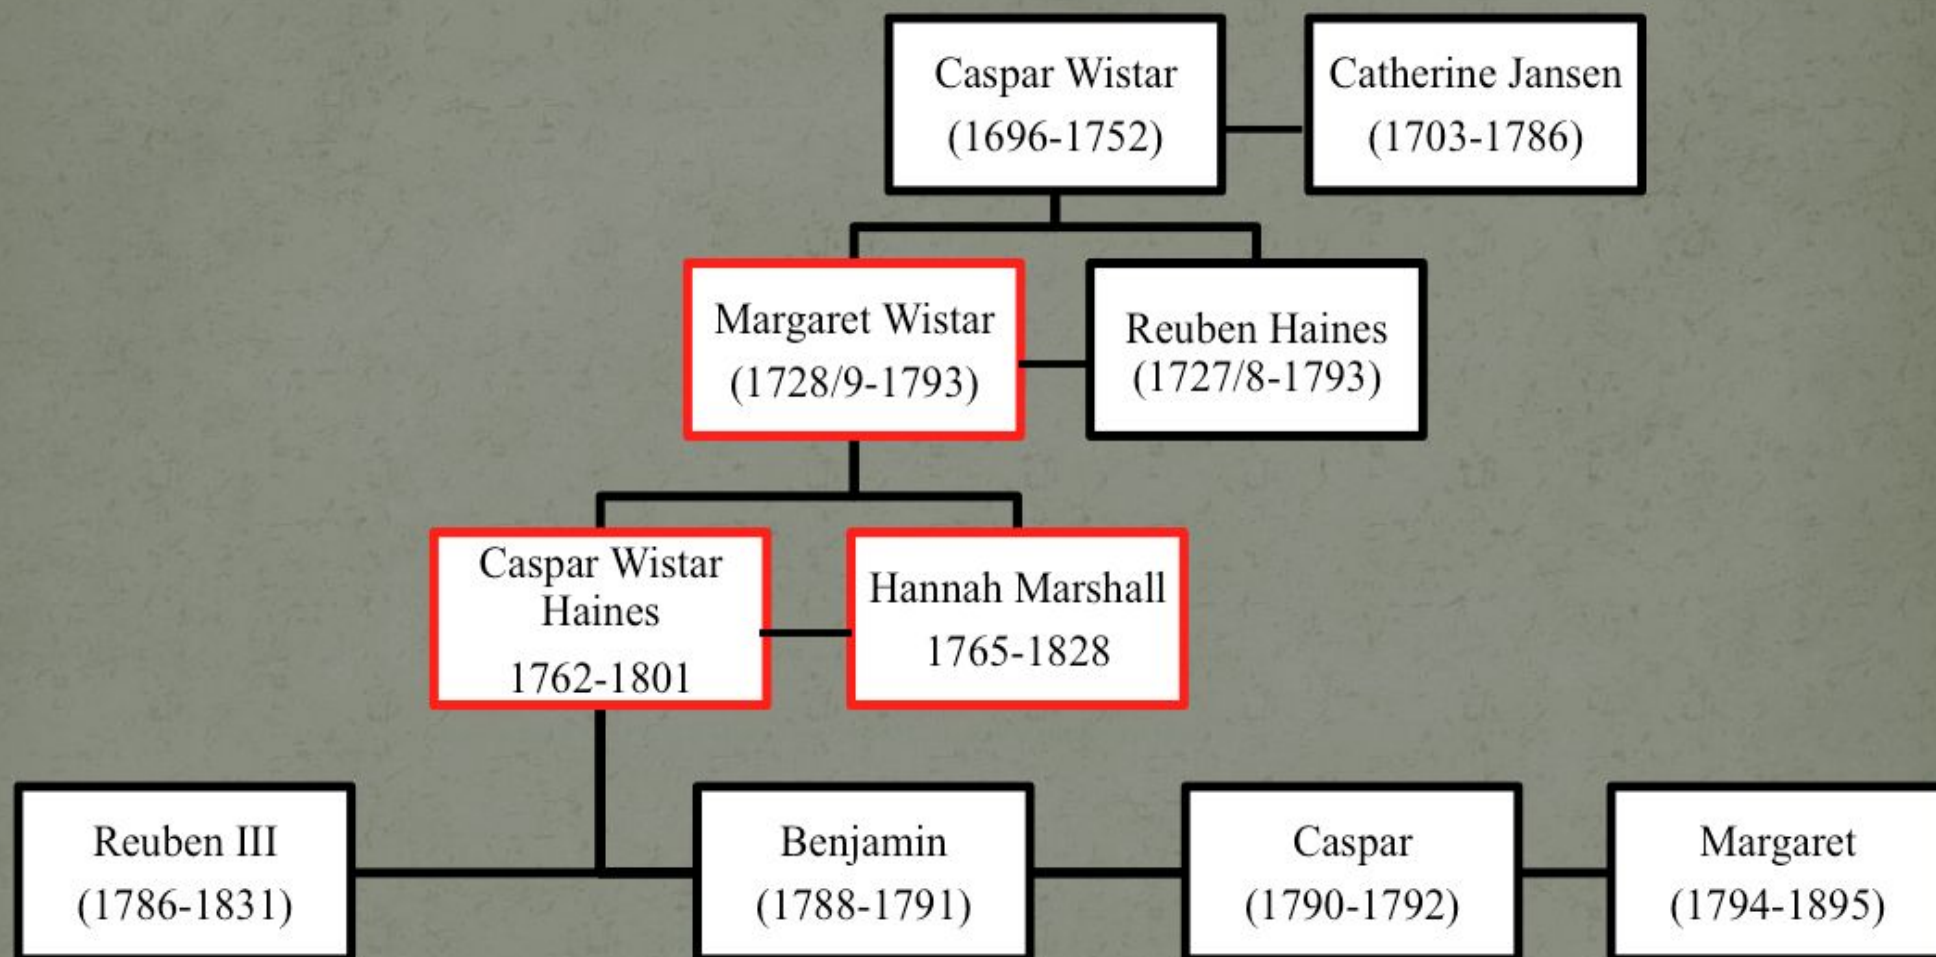 Caspar Wistar
(1696-1752)
Catherine Jansen
(1703-1786)
Margaret Wistar
(1728/9-1793)
Reuben Haines
(1727/8-1793)
Caspar Wistar
Haines
1762-1801
Hannah Marshall
1765-1828
Reuben III
(1786-1831)
Benjamin
(1788-1791)
Caspar
(1790-1792)
Margaret
(1794-1895)